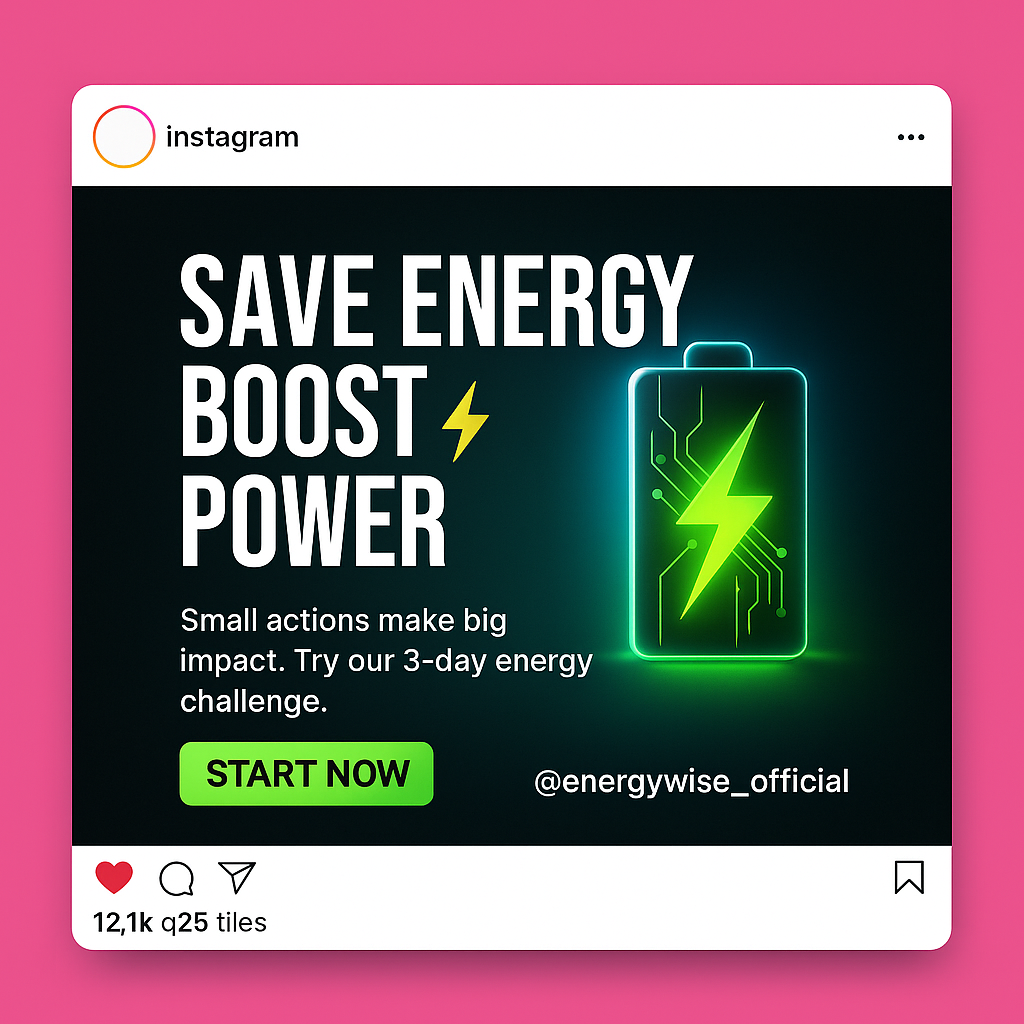 instagram
SAVE ENERGY
BOOST⚡
POWER
Small actions make big
impact. Try our 3-day energy
challenge.
START NOW
@energywise_official
12,1k q25 tiles